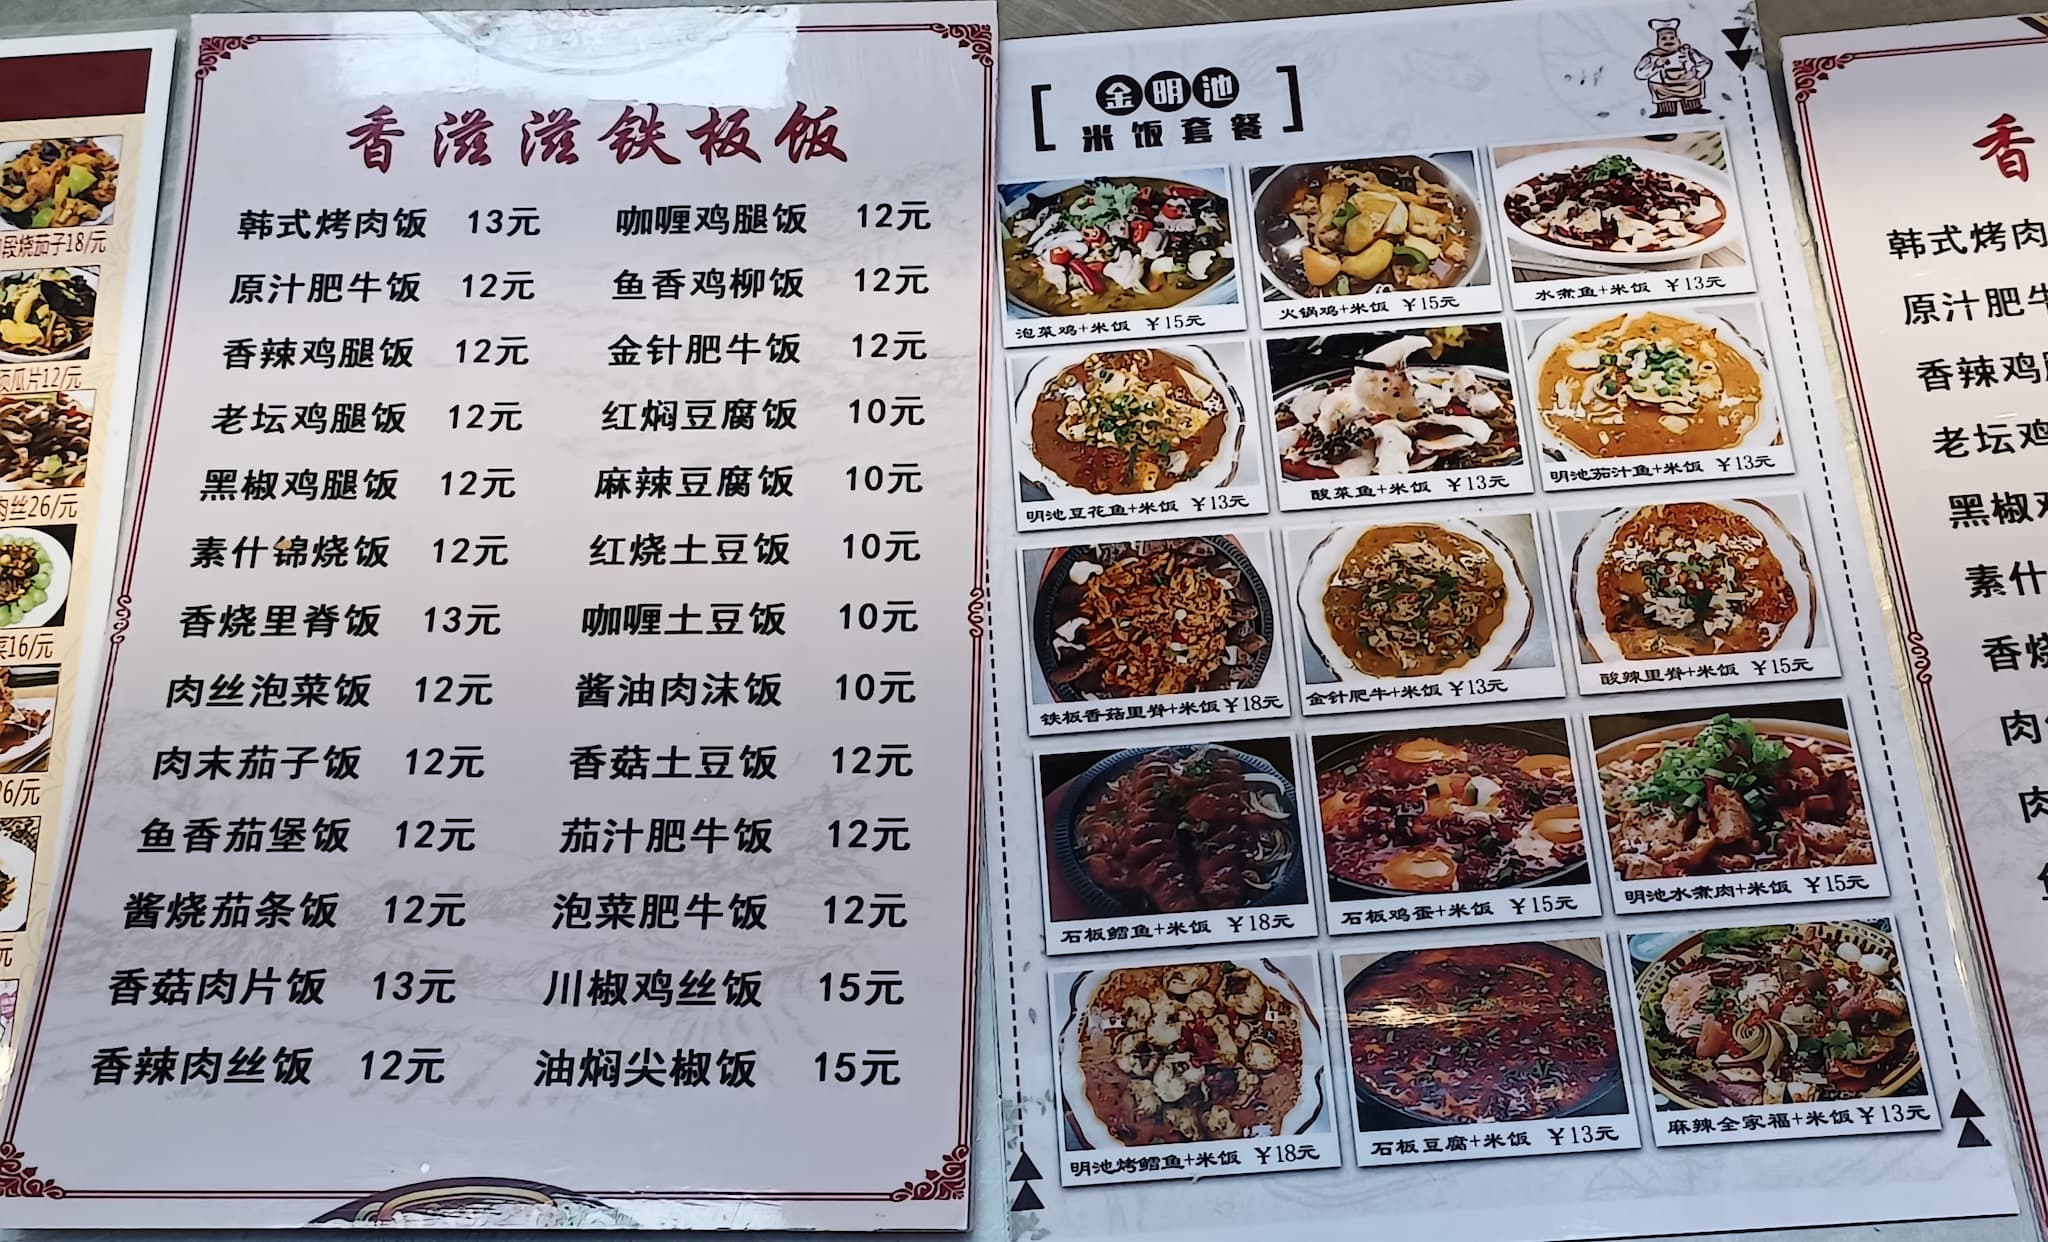 段烧茄子18/元
瓜片12/元
肉丝26/元
菜16/元
26/元
元
香滋滋铁板饭
韩式烤肉饭 13元 咖喱鸡腿饭 12元
原汁肥牛饭 12元 鱼香鸡柳饭 12元
香辣鸡腿饭 12元 金针肥牛饭 12元
老坛鸡腿饭 12元 红焖豆腐饭 10元
黑椒鸡腿饭 12元 麻辣豆腐饭 10元
素什锦烧饭 12元 红烧土豆饭 10元
香烧里脊饭 13元 咖喱土豆饭 10元
肉丝泡菜饭 12元 酱油肉沫饭 10元
肉末茄子饭 12元 香菇土豆饭 12元
鱼香茄堡饭 12元 茄汁肥牛饭 12元
酱烧茄条饭 12元 泡菜肥牛饭 12元
香菇肉片饭 13元 川椒鸡丝饭 15元
香辣肉丝饭 12元 油焖尖椒饭 15元
金明池
米饭套餐
泡菜鸡+米饭 ￥15元 火锅鸡+米饭 ￥15元 水煮鱼+米饭 ￥13元
明池豆花鱼+米饭 ￥13元 酸菜鱼+米饭 ￥13元 明池茄汁鱼+米饭 ￥13元
铁板香菇里脊+米饭￥18元 金针肥牛+米饭￥13元 酸辣里脊+米饭 ￥15元
石板鳕鱼+米饭 ￥18元 石板鸡蛋+米饭 ￥15元 明池水煮肉+米饭 ￥15元
明池烤鳕鱼+米饭 ￥18元 石板豆腐+米饭 ￥13元 麻辣全家福+米饭￥13元
香
韩式烤肉
原汁肥牛
香辣鸡腿
老坛鸡
黑椒鸡
素什
香烧
肉丝
肉